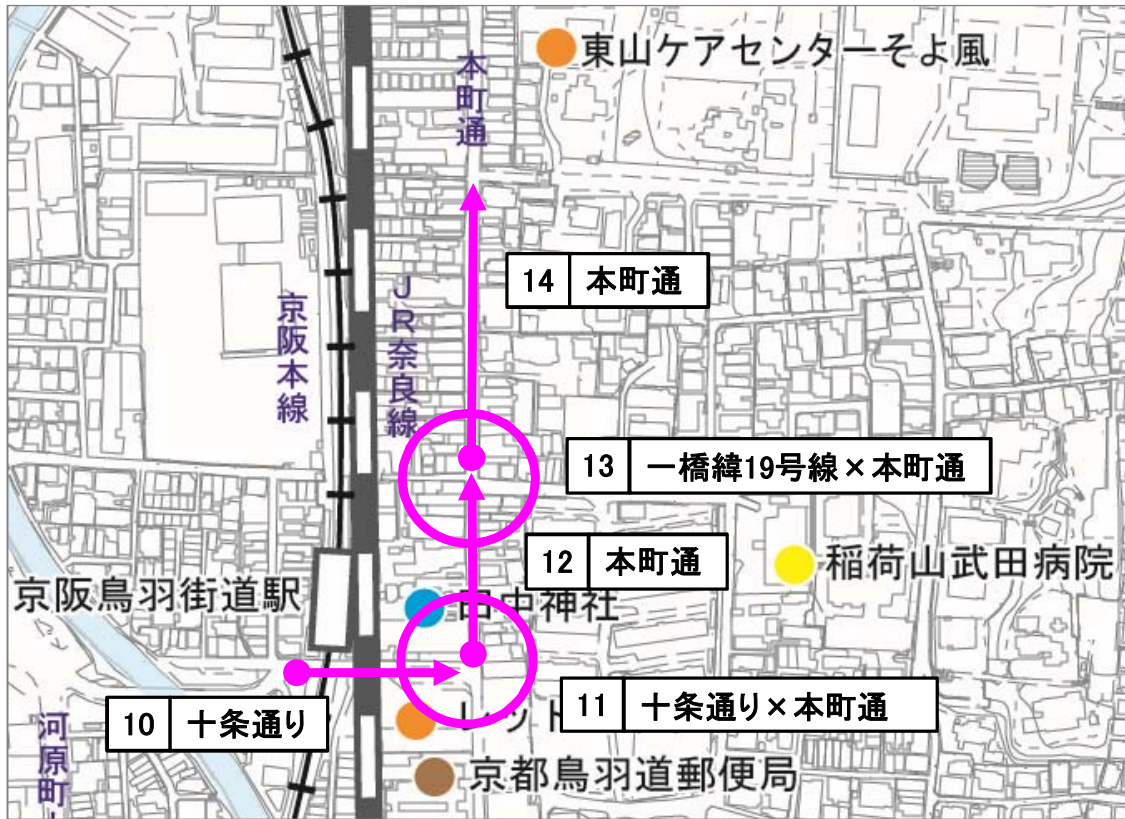 東山ケアセンターそよ風
本町通
14 本町通
JR奈良線
京阪本線
13 一橋緯19号線×本町通
12 本町通
稲荷山武田病院
京阪鳥羽街道駅
田中神社
11 十条通り×本町通
10 十条通り
レッド
河原町
京都鳥羽道郵便局